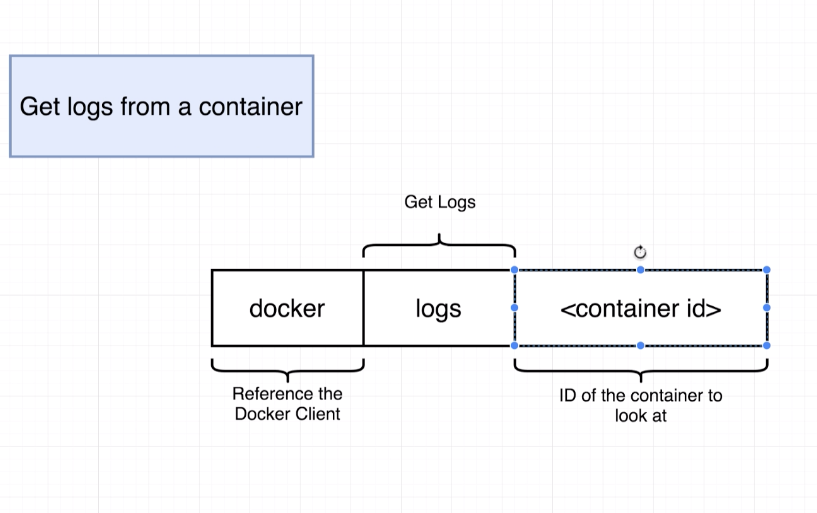 Get logs from a container
Get Logs
docker logs <container id>
Reference the
Docker Client
ID of the container to
look at